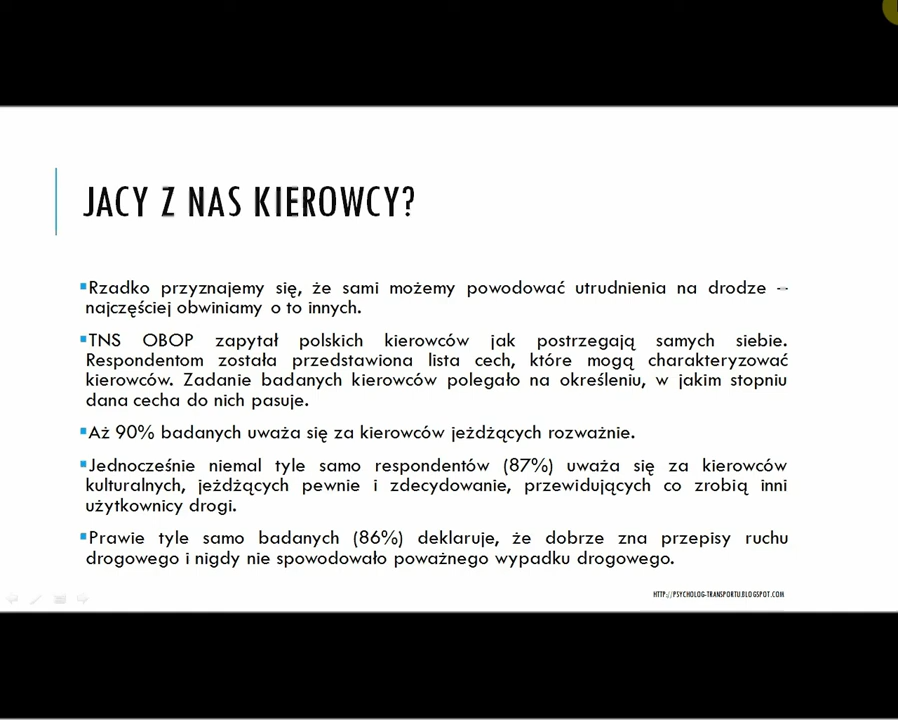 JACY Z NAS KIEROWCY?
▪Rzadko przyznajemy się, że sami możemy powodować utrudnienia na drodze –
najczęściej obwiniamy o to innych.
▪TNS OBOP zapytał polskich kierowców jak postrzegają samych siebie.
Respondentom została przedstawiona lista cech, które mogą charakteryzować
kierowców. Zadanie badanych kierowców polegało na określeniu, w jakim stopniu
dana cecha do nich pasuje.
▪Aż 90% badanych uważa się za kierowców jeżdżących rozważnie.
▪Jednocześnie niemal tyle samo respondentów (87%) uważa się za kierowców
kulturalnych, jeżdżących pewnie i zdecydowanie, przewidujących co zrobią inni
użytkownicy drogi.
▪Prawie tyle samo badanych (86%) deklaruje, że dobrze zna przepisy ruchu
drogowego i nigdy nie spowodowało poważnego wypadku drogowego.
HTTP://PSYCHOLOG-TRANSPORTU.BLOGSPOT.COM